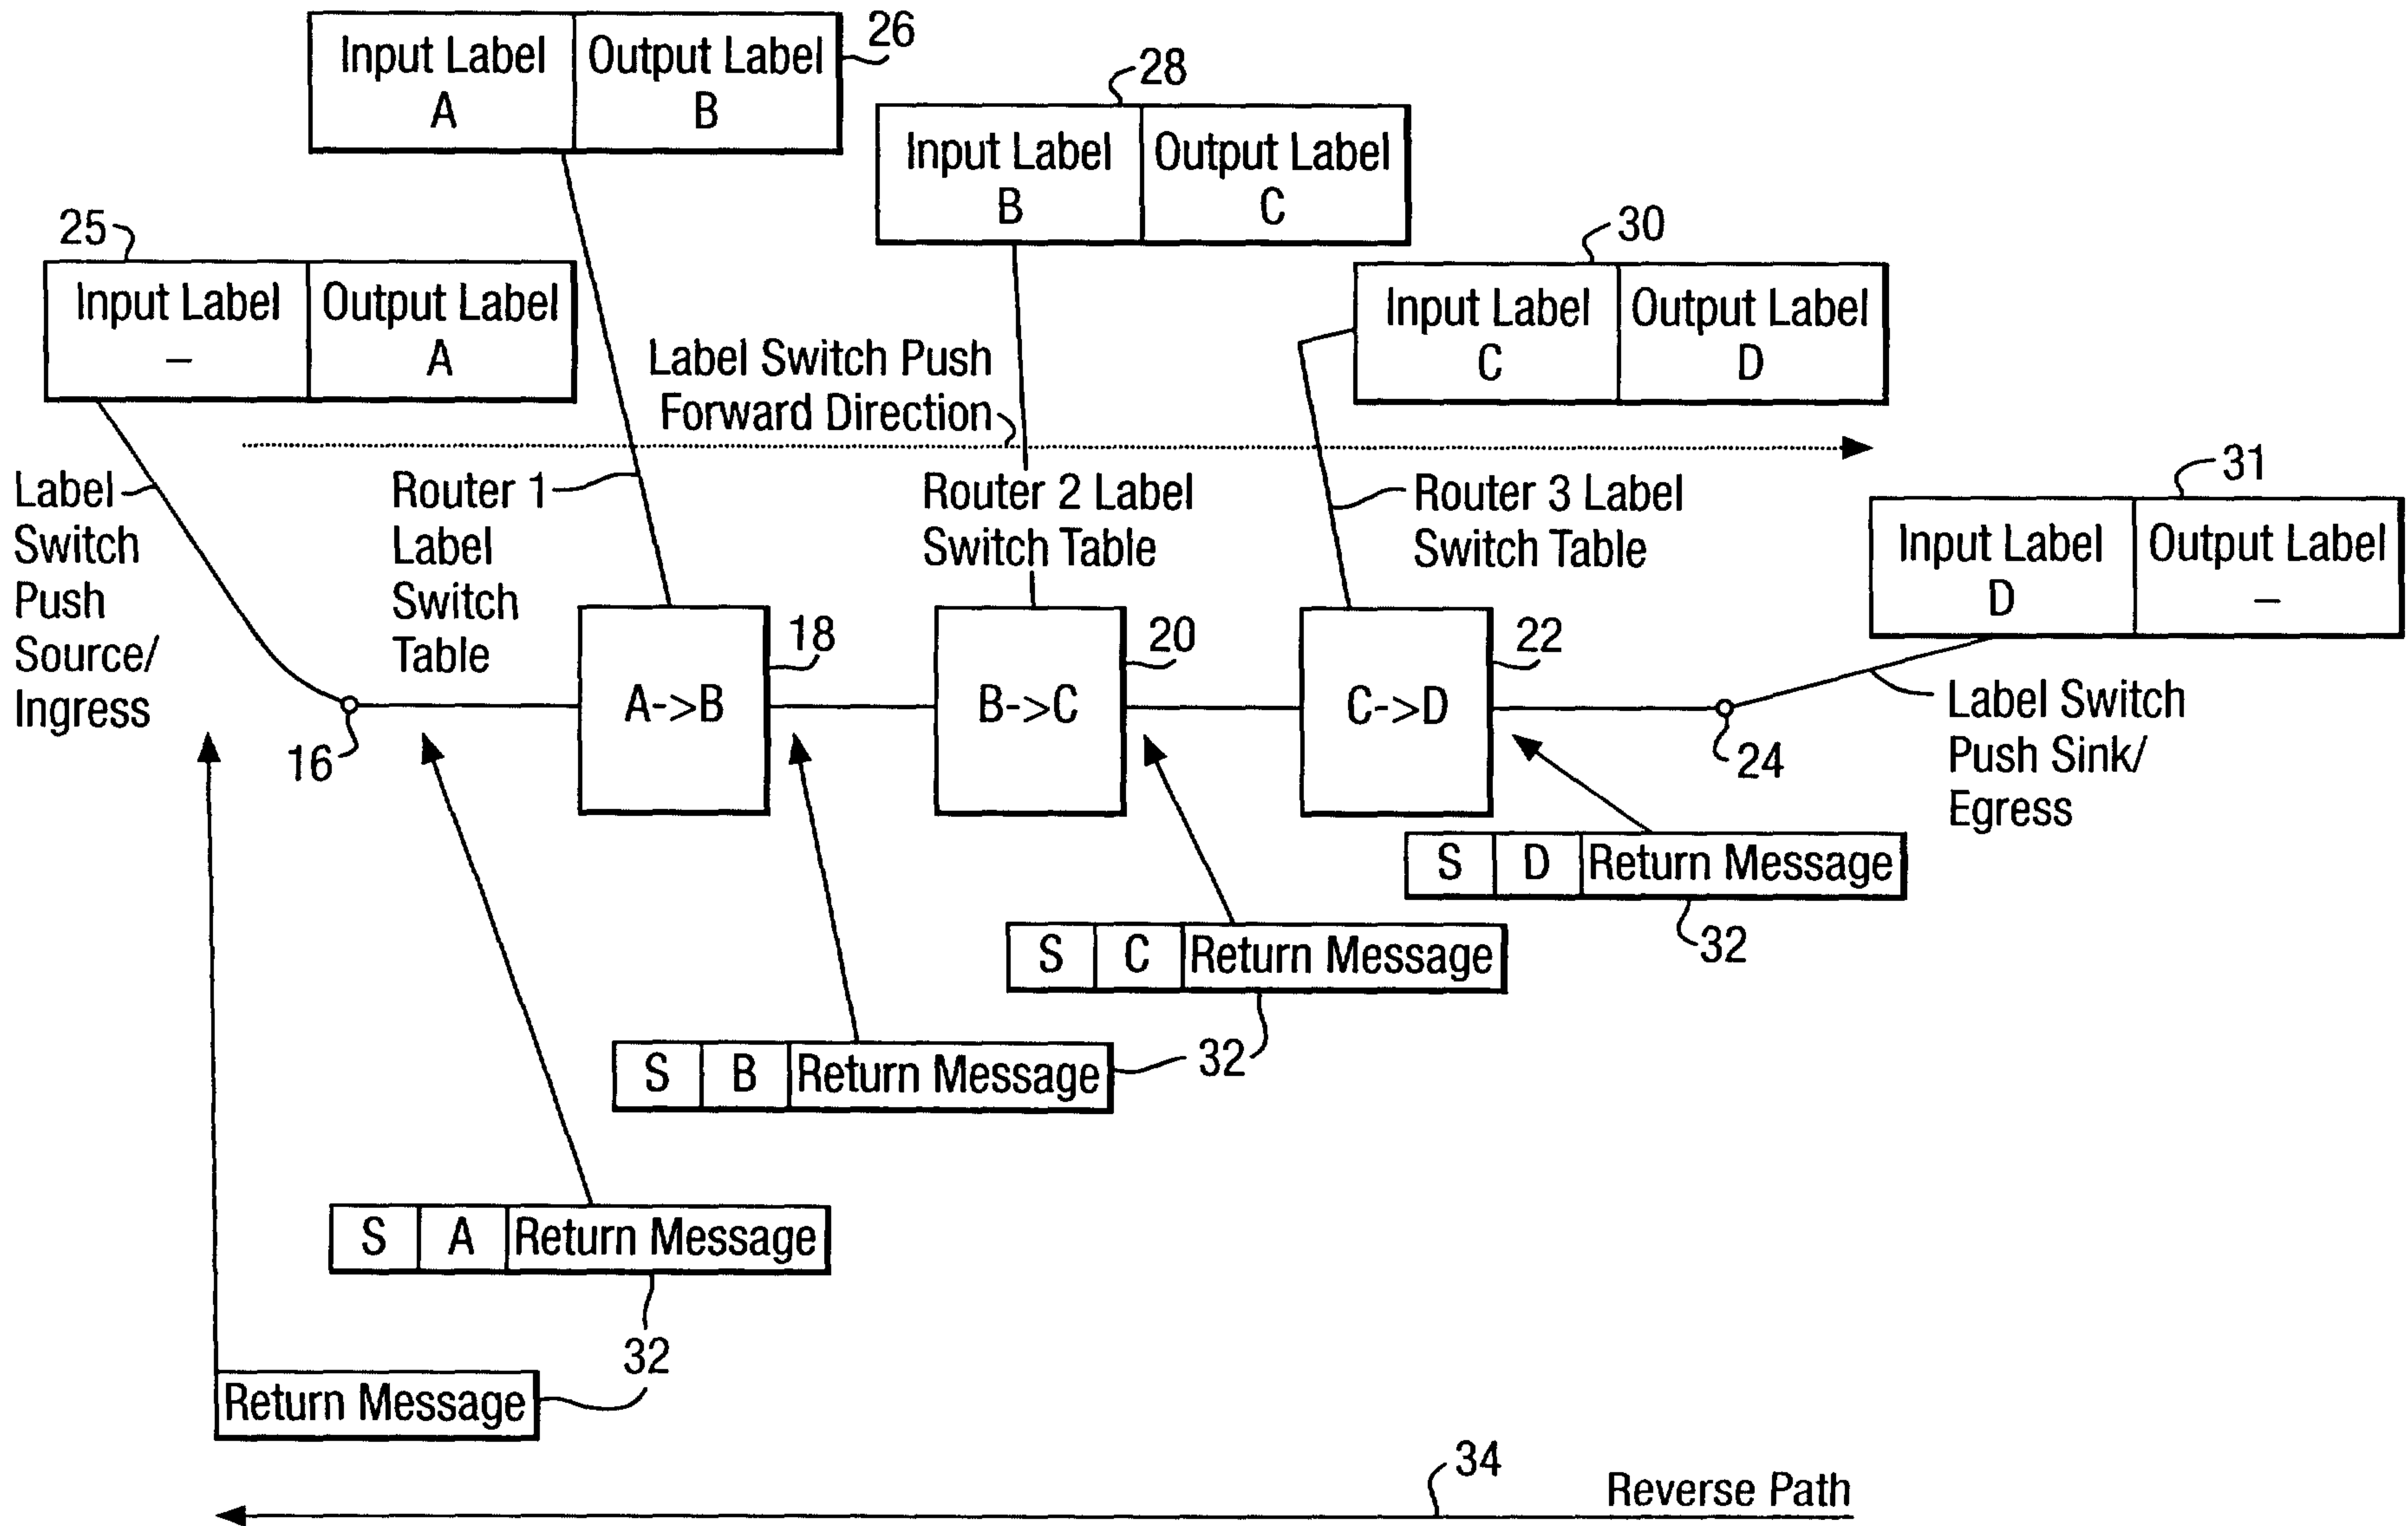 Input Label
A
Output Label
B
26
28
Input Label
B
Output Label
C
25
Input Label
–
Output Label
A
30
Input Label
C
Output Label
D
Label Switch Push
Forward Direction
31
Input Label
D
Output Label
–
Label
Switch
Push
Source/
Ingress
Router 1
Label
Switch
Table
Router 2 Label
Switch Table
Router 3 Label
Switch Table
16
A->B
18
B->C
20
C->D
22
24
Label Switch
Push Sink/
Egress
S D Return Message
32
S C Return Message
S B Return Message
32
S A Return Message
32
Return Message
34
Reverse Path